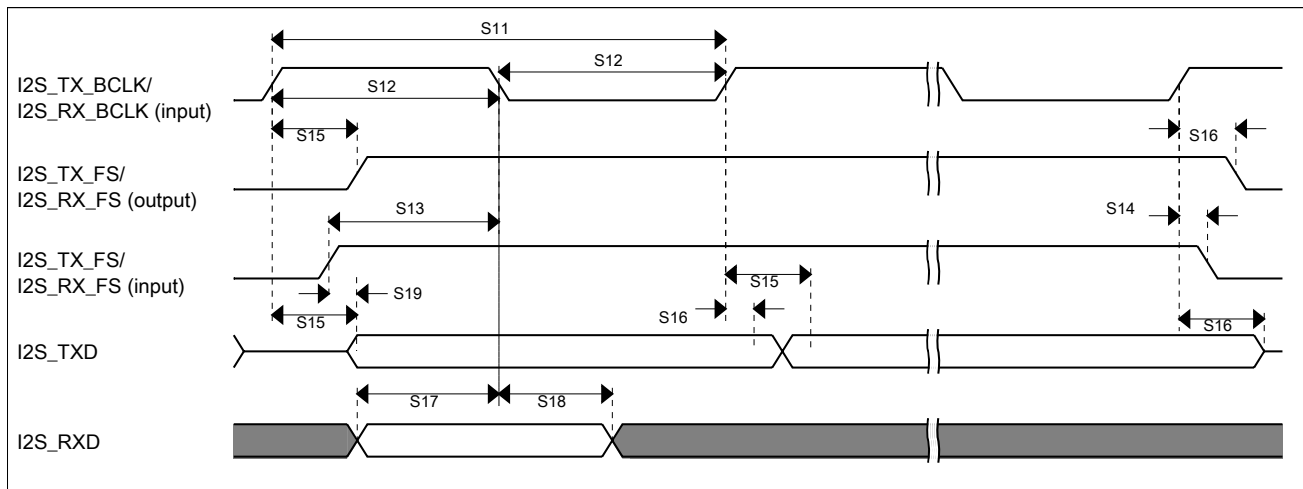 S11
I2S_TX_BCLK/
I2S_RX_BCLK (input)
S12
S12
S15
S16
I2S_TX_FS/
I2S_RX_FS (output)
S13
S14
I2S_TX_FS/
I2S_RX_FS (input)
S19
S15
S15
S16
S16
I2S_TXD
S17
S18
I2S_RXD